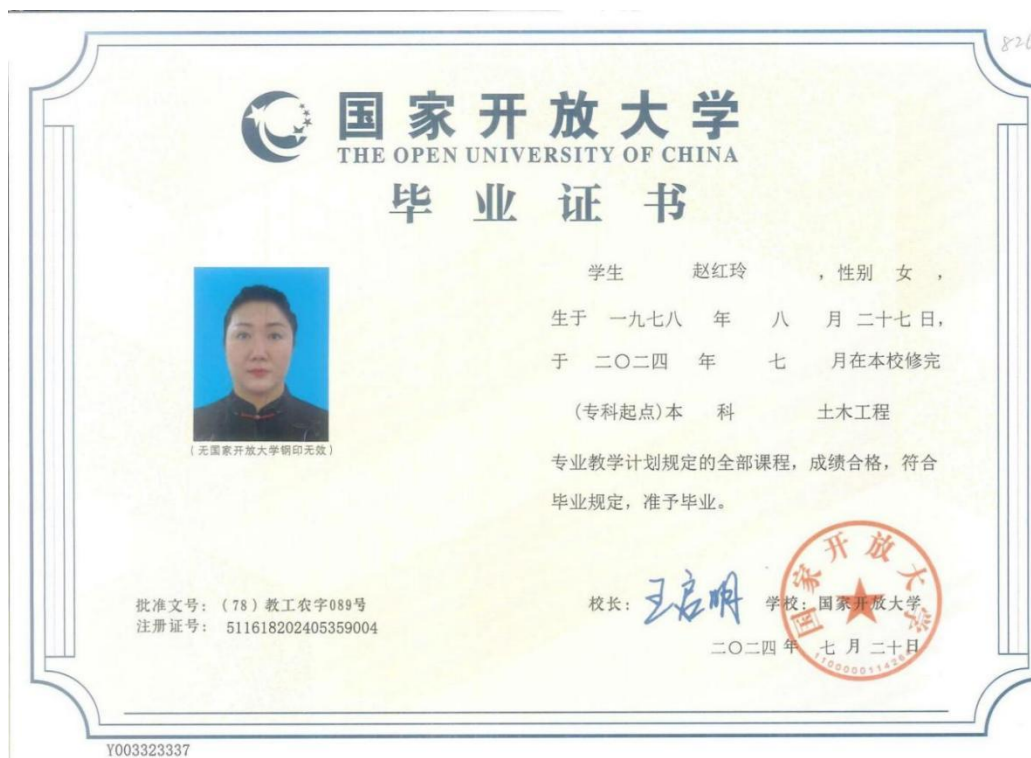 826
国家开放大学
THE OPEN UNIVERSITY OF CHINA
毕业证书
学生 赵红玲 ，性别 女 ，
生于 一九七八 年 八 月 二十七 日，
于 二〇二四 年 七 月在本校修完
(专科起点)本 科 土木工程
专业教学计划规定的全部课程，成绩合格，符合
毕业规定，准予毕业。
(无国家开放大学钢印无效)
批准文号：(78)教工农字089号
注册证号： 511618202405359004
校长： 王启明 学校：国家开放大学
二〇二四 年 七 月 二十日
国家开放大学
Y003323337